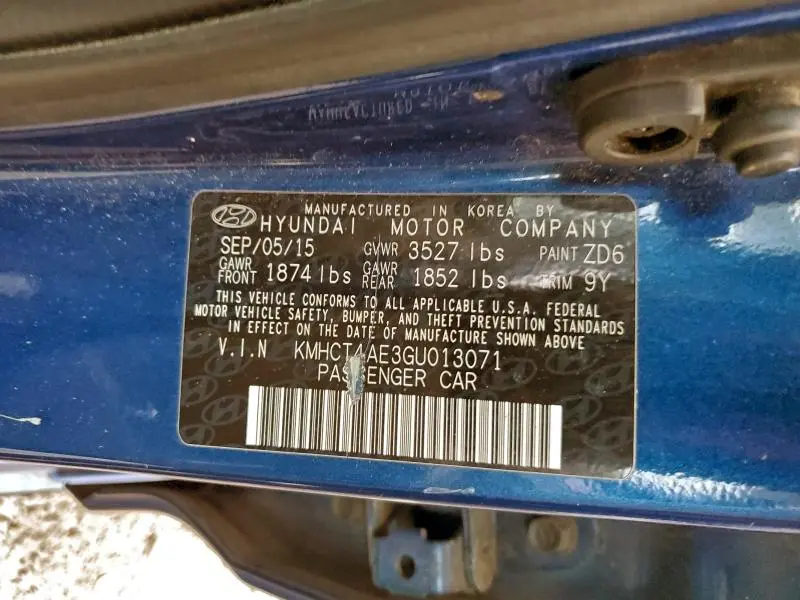 MANUFACTURED IN KOREA BY
HYUNDAI MOTOR COMPANY
SEP/05/15 GVWR 3527 lbs PAINT ZD6
GAWR FRONT 1874 lbs GAWR REAR 1852 lbs TRIM 9Y
THIS VEHICLE CONFORMS TO ALL APPLICABLE U.S.A. FEDERAL
MOTOR VEHICLE SAFETY, BUMPER, AND THEFT PREVENTION STANDARDS
IN EFFECT ON THE DATE OF MANUFACTURE SHOWN ABOVE
V.I.N KMHCT4AE3GU013071
PASSENGER CAR